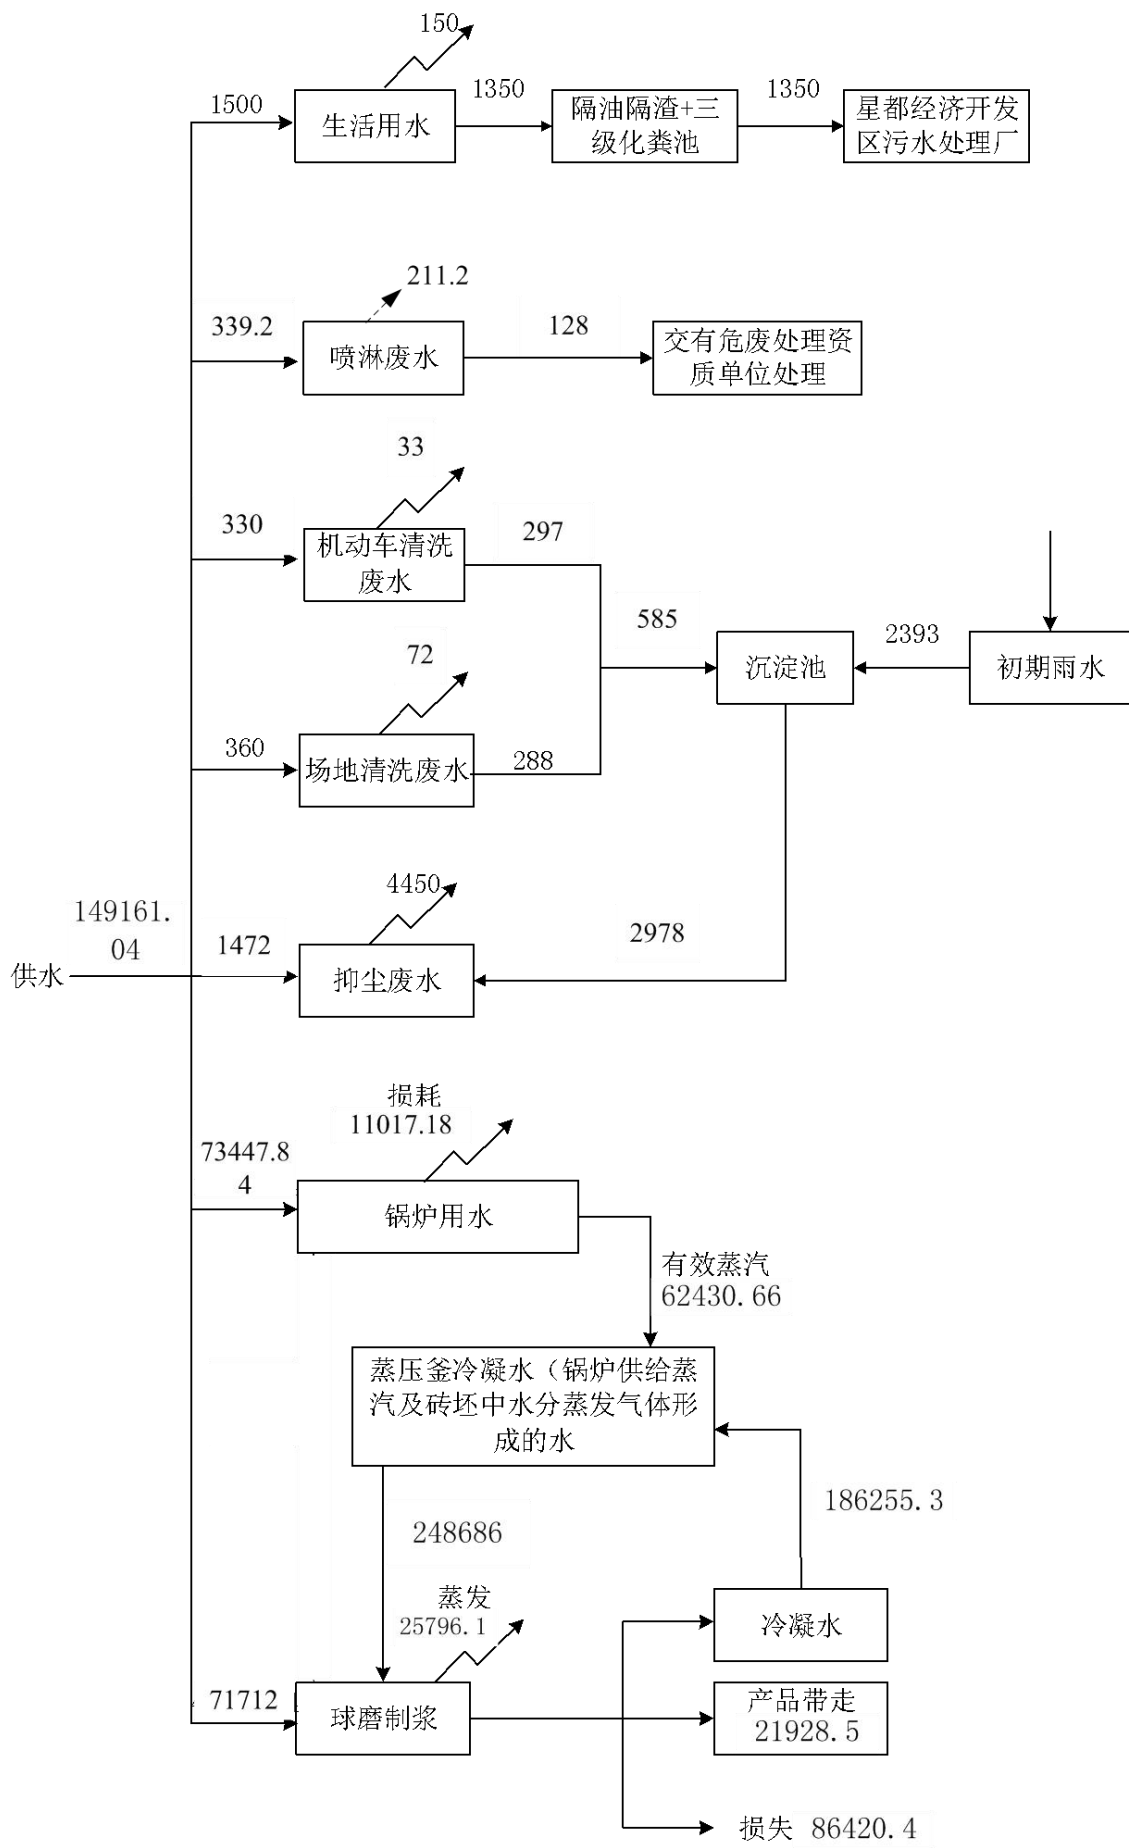 150
1500
生活用水
1350
隔油隔渣+三
级化粪池
1350
星都经济开发
区污水处理厂
211.2
339.2
喷淋废水
128
交有危废处理资
质单位处理
33
330
机动车清洗
废水
297
72
360
场地清洗废水
288
585
沉淀池
2393
初期雨水
4450
149161.
04
供水
1472
抑尘废水
2978
损耗
11017.18
73447.8
4
锅炉用水
有效蒸汽
62430.66
蒸压釜冷凝水（锅炉供给蒸
汽及砖坯中水分蒸发气体形
成的水
186255.3
248686
蒸发
25796.1
冷凝水
71712
球磨制浆
产品带走
21928.5
损失 86420.4